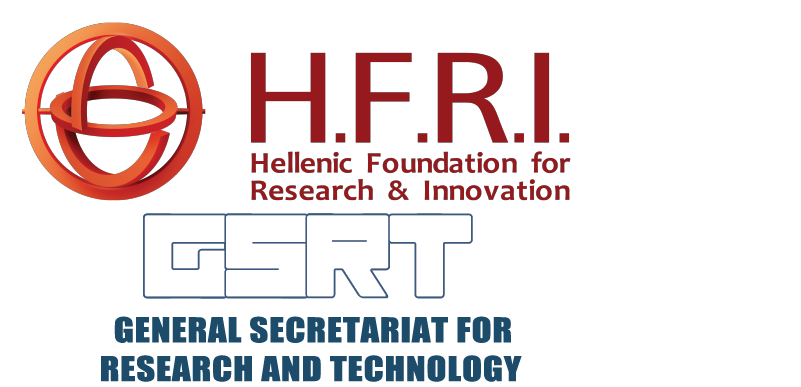 H.F.R.I.
Hellenic Foundation for
Research & Innovation
GSRT
GENERAL SECRETARIAT FOR
RESEARCH AND TECHNOLOGY